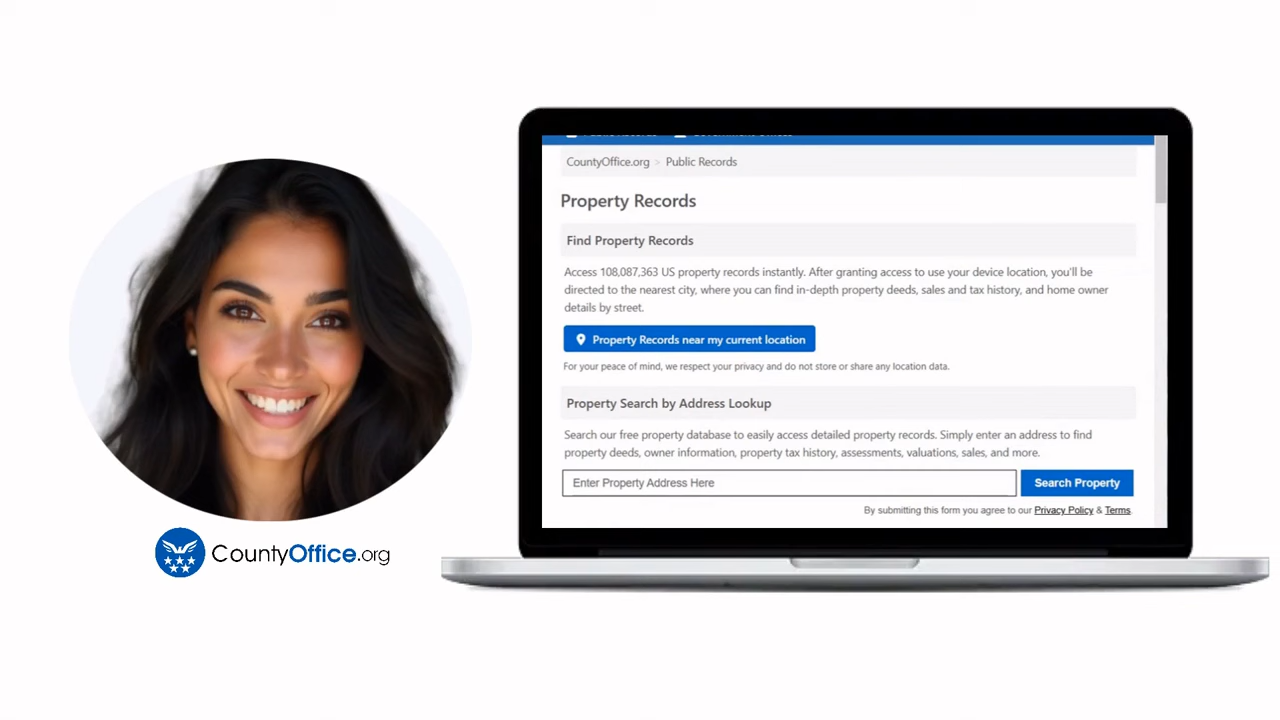 CountyOffice.org > Public Records
Property Records
Find Property Records
Access 108,087,363 US property records instantly. After granting access to use your device location, you'll be
directed to the nearest city, where you can find in-depth property deeds, sales and tax history, and home owner
details by street.
Property Records near my current location
For your peace of mind, we respect your privacy and do not store or share any location data.
Property Search by Address Lookup
Search our free property database to easily access detailed property records. Simply enter an address to find
property deeds, owner information, property tax history, assessments, valuations, sales, and more.
Enter Property Address Here
Search Property
By submitting this form you agree to our Privacy Policy & Terms
CountyOffice.org